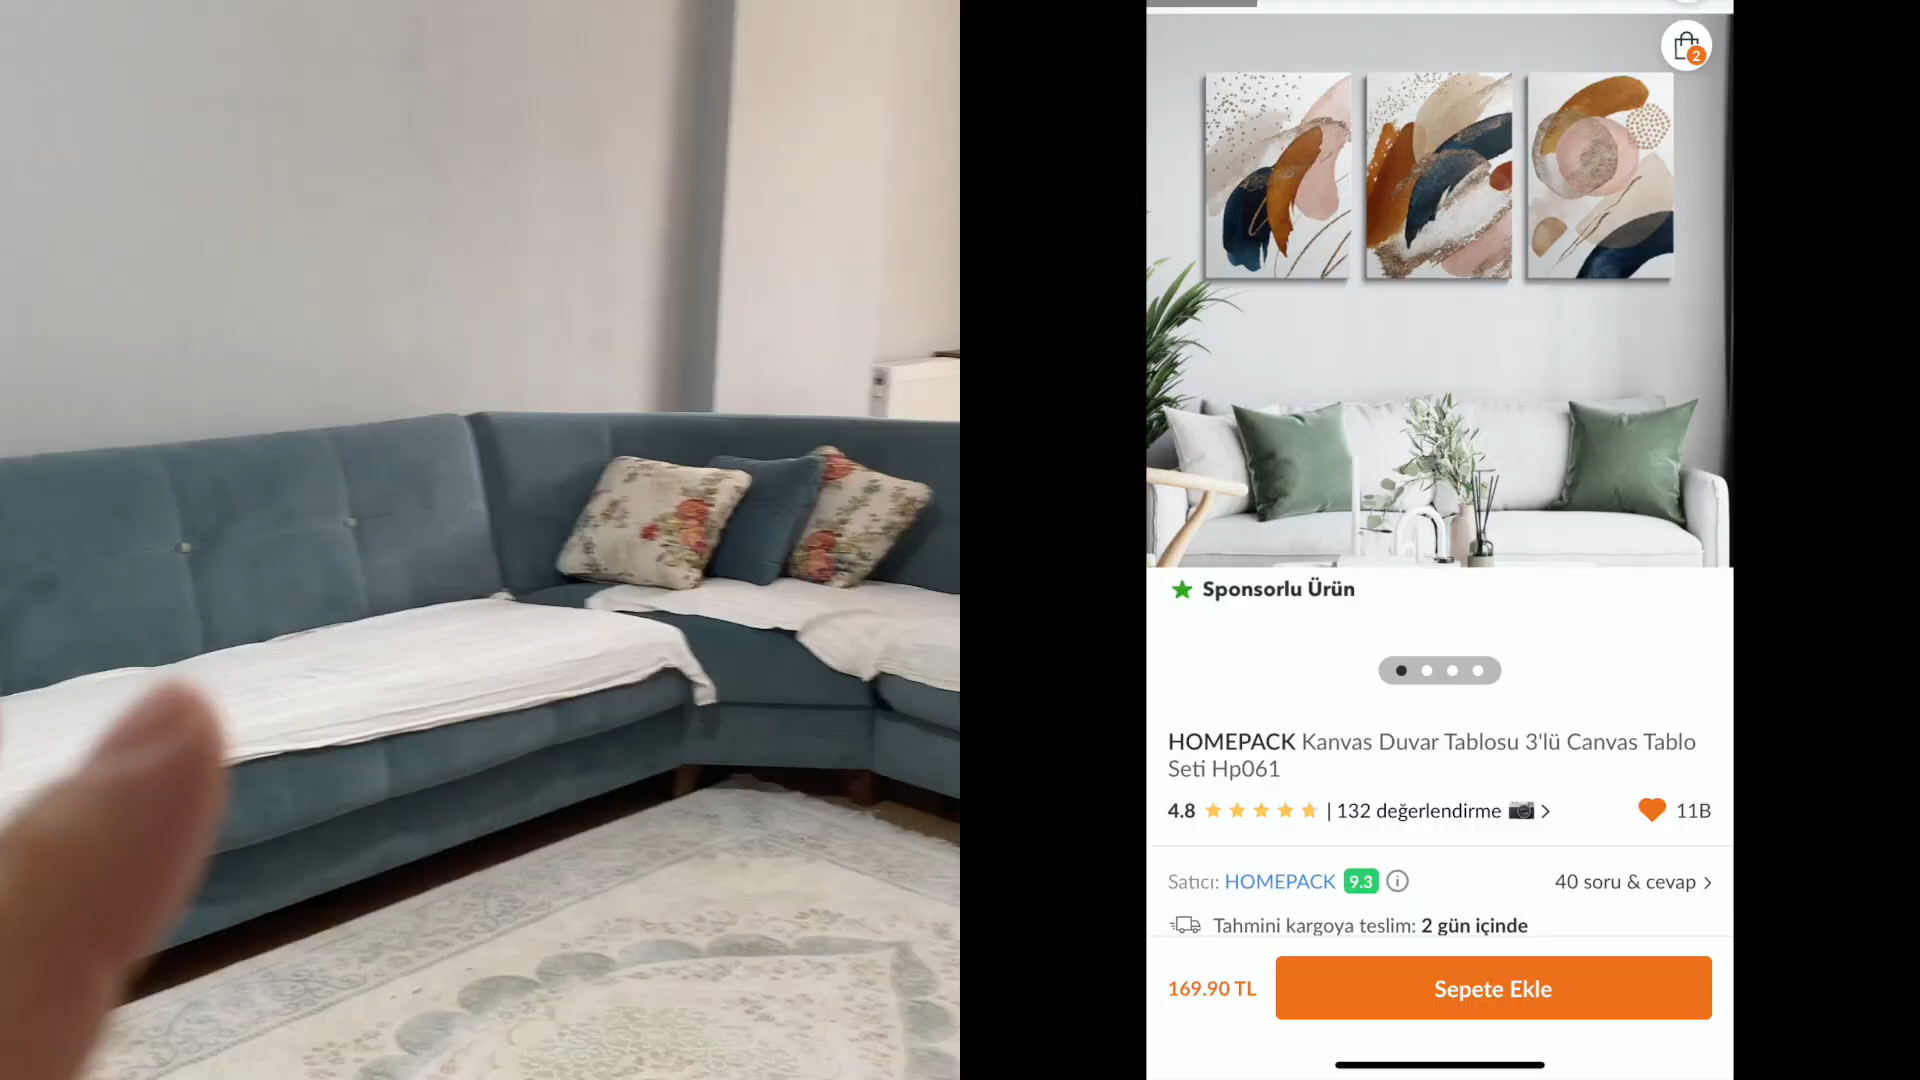 2
Sponsorlu Ürün
HOMEPACK Kanvas Duvar Tablosu 3'lü Canvas Tablo
Seti Hp061
4.8 | 132 değerlendirme
11B
Satıcı: HOMEPACK 9.3
40 soru & cevap
Tahmini kargoya teslim: 2 gün içinde
169.90 TL
Sepete Ekle